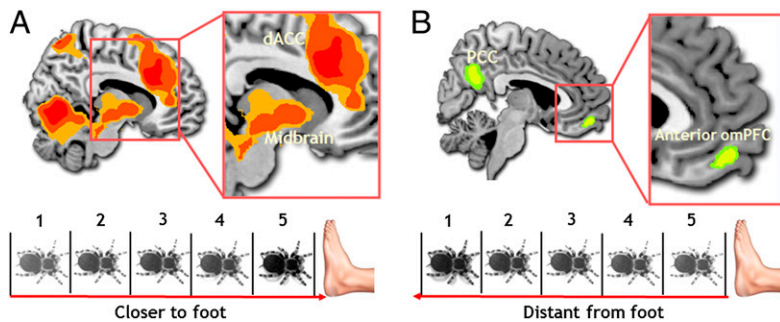 A
dACC
Midbrain
1 2 3 4 5
Closer to foot
B
PCC
Anterior omPFC
1 2 3 4 5
Distant from foot